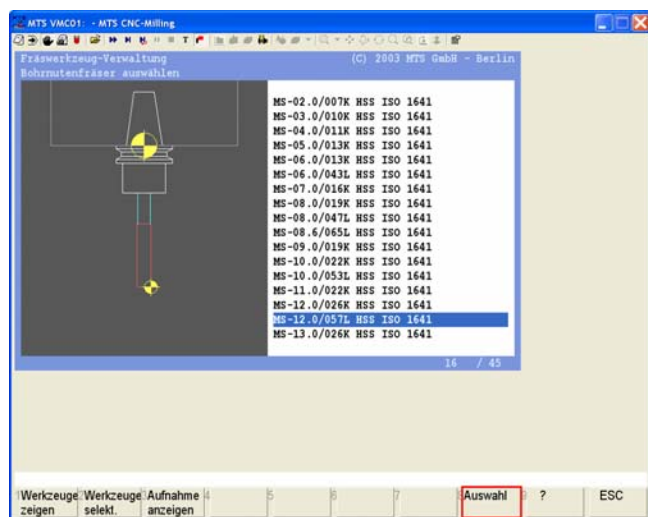 MTS VMC01: - MTS CNC-Milling
Fräswerkzeug-Verwaltung (C) 2003 MTS GmbH - Berlin
Bohrnutenfräser auswählen
MS-02.0/007K HSS ISO 1641
MS-03.0/010K HSS ISO 1641
MS-04.0/011K HSS ISO 1641
MS-05.0/013K HSS ISO 1641
MS-06.0/013K HSS ISO 1641
MS-06.0/043L HSS ISO 1641
MS-07.0/016K HSS ISO 1641
MS-08.0/019K HSS ISO 1641
MS-08.0/047L HSS ISO 1641
MS-08.6/065L HSS ISO 1641
MS-09.0/019K HSS ISO 1641
MS-10.0/022K HSS ISO 1641
MS-10.0/053L HSS ISO 1641
MS-11.0/022K HSS ISO 1641
MS-12.0/026K HSS ISO 1641
MS-12.0/057L HSS ISO 1641
MS-13.0/026K HSS ISO 1641
16 / 45
1 Werkzeuge 2 Werkzeuge 3 Aufnahme 4 5 6 7 8 Auswahl 9 ? ESC
zeigen selekt. anzeigen